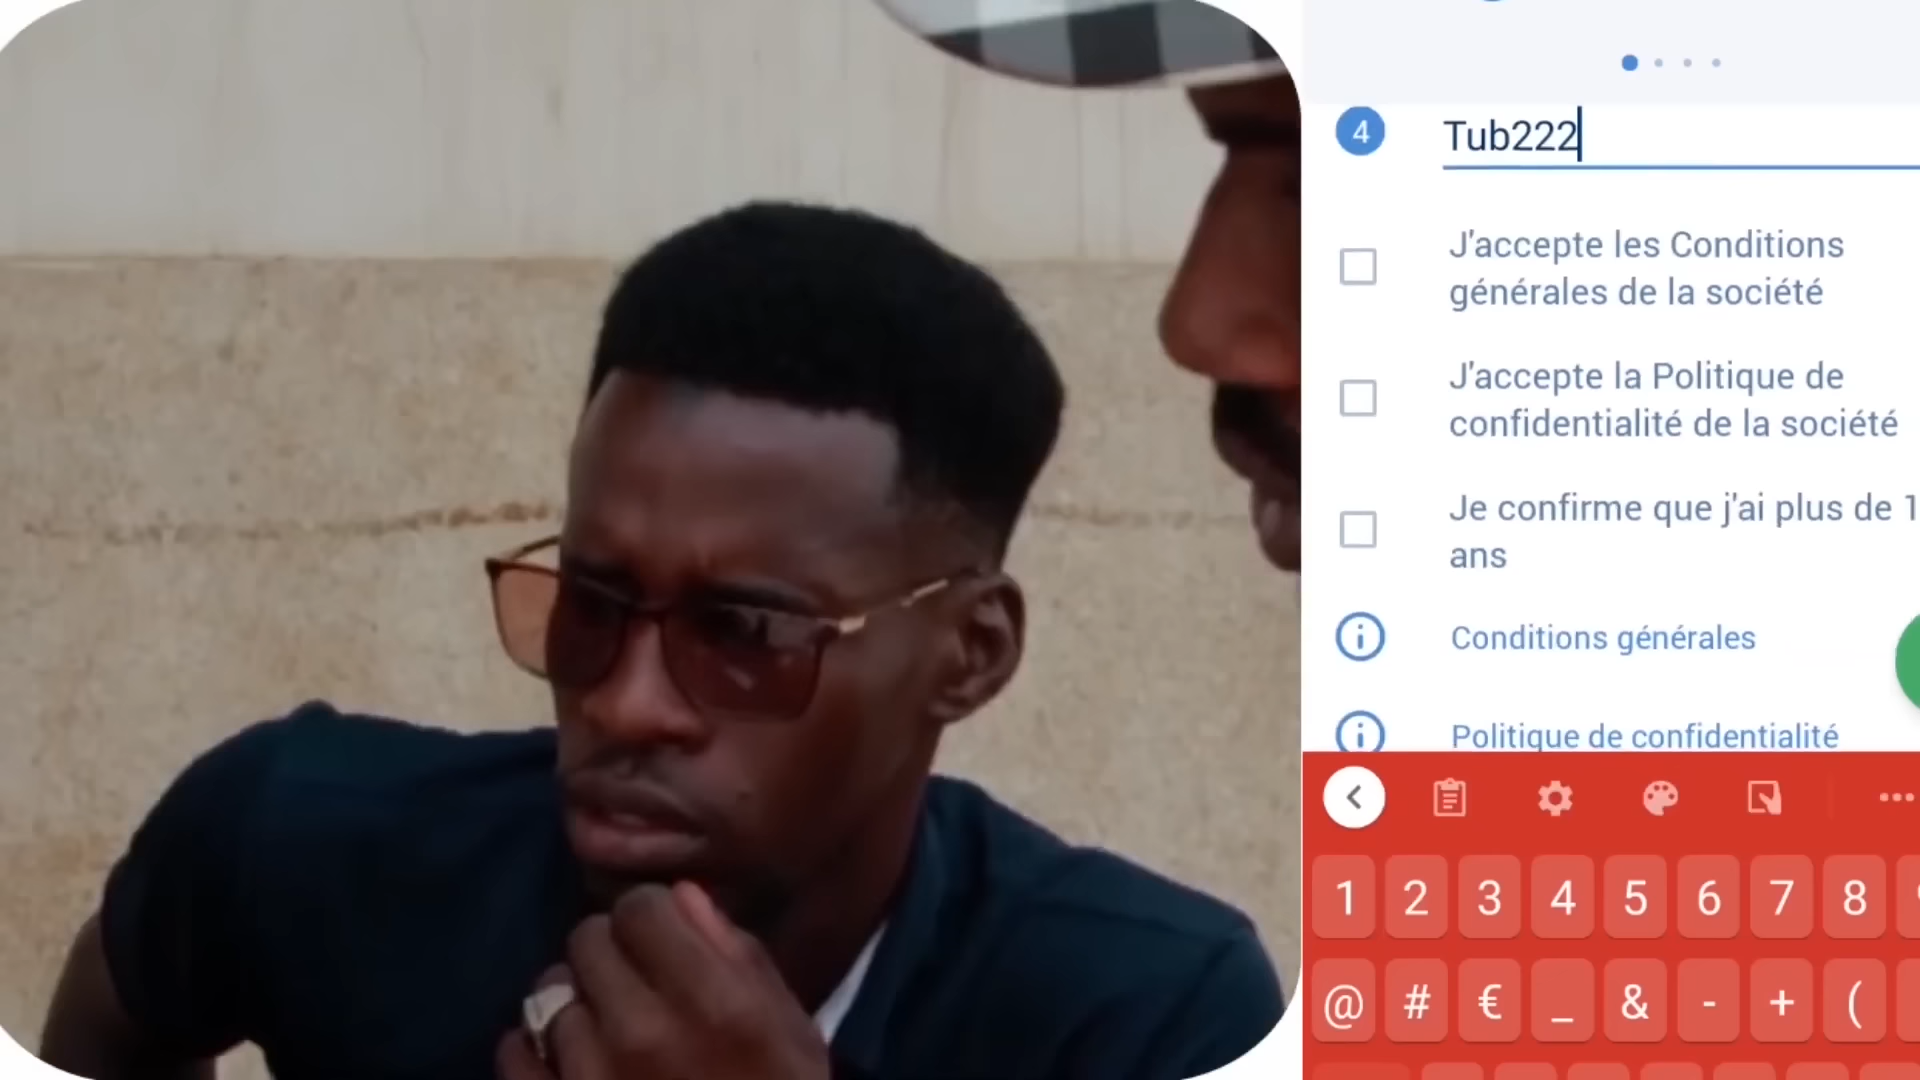 4 Tub222
J'accepte les Conditions
générales de la société
J'accepte la Politique de
confidentialité de la société
Je confirme que j'ai plus de 1
ans
Conditions générales
Politique de confidentialité
1 2 3 4 5 6 7 8
@ # € _ & - + (